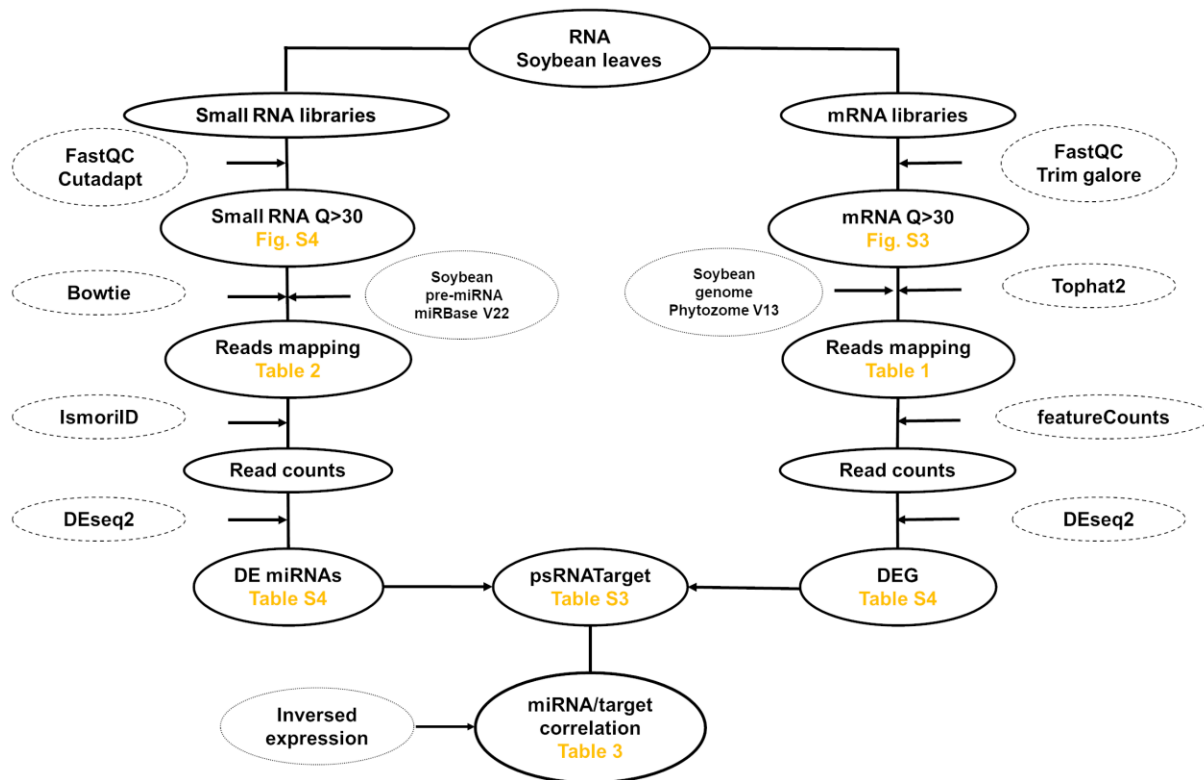 RNA
Soybean leaves
Small RNA libraries
mRNA libraries
FastQC
Cutadapt
FastQC
Trim galore
Small RNA Q>30
Fig. S4
mRNA Q>30
Fig. S3
Bowtie
Soybean
pre-miRNA
miRBase V22
Soybean
genome
Phytozome V13
Tophat2
Reads mapping
Table 2
Reads mapping
Table 1
IsmoriID
featureCounts
Read counts
Read counts
DEseq2
DEseq2
DE miRNAs
Table S4
psRNATarget
Table S3
DEG
Table S4
Inversed
expression
miRNA/target
correlation
Table 3